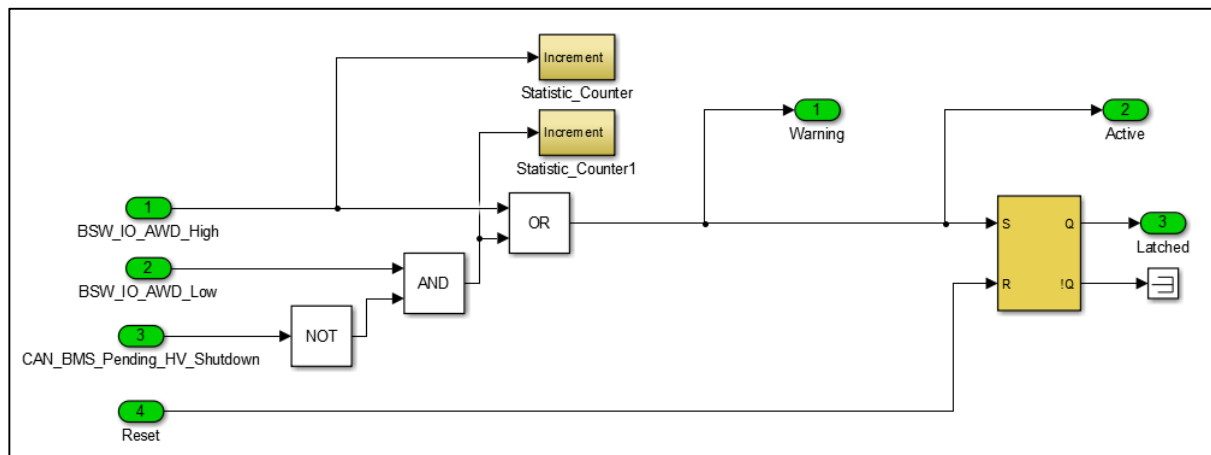 Increment
Statistic_Counter
Increment
Statistic_Counter1
1
Warning
2
Active
1
BSW_IO_AWD_High
OR
S
Q
3
Latched
2
BSW_IO_AWD_Low
AND
R
!Q
3
CAN_BMS_Pending_HV_Shutdown
NOT
4
Reset